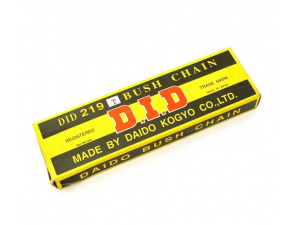 DID 219 T BUSH CHAIN
REGISTERED
TRADE MARK
D.I.D
MADE BY DAIDO KOGYO CO.,LTD.
DAIDO BUSH CHAIN